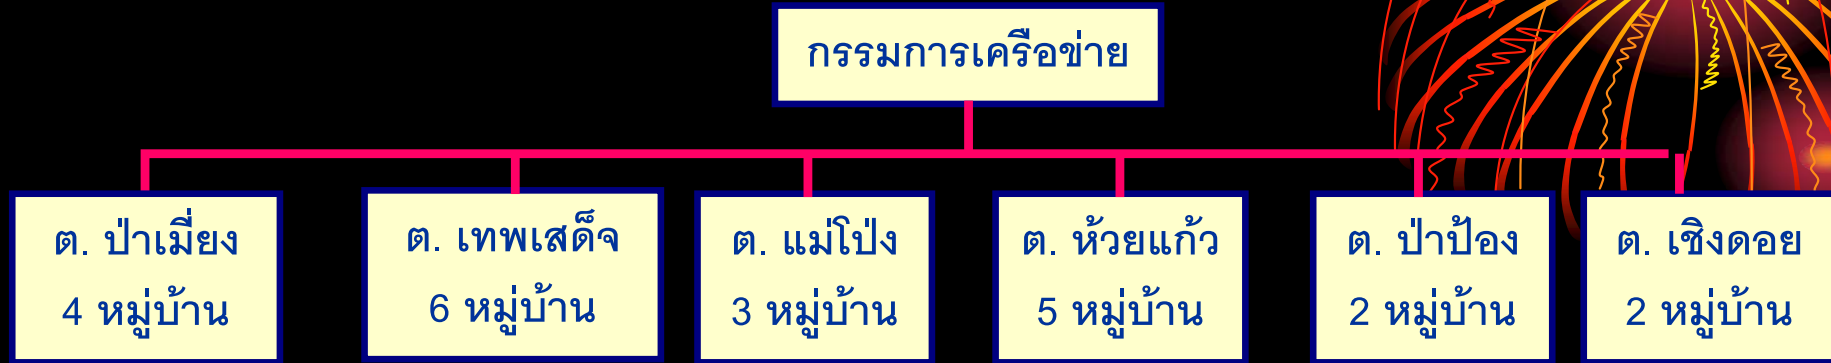 กรรมการเครือข่าย
ต. ป่าเมี่ยง
4 หมู่บ้าน
ต. เทพเสด็จ
6 หมู่บ้าน
ต. แม่โป่ง
3 หมู่บ้าน
ต. ห้วยแก้ว
5 หมู่บ้าน
ต. ป่าป้อง
2 หมู่บ้าน
ต. เชิงดอย
2 หมู่บ้าน